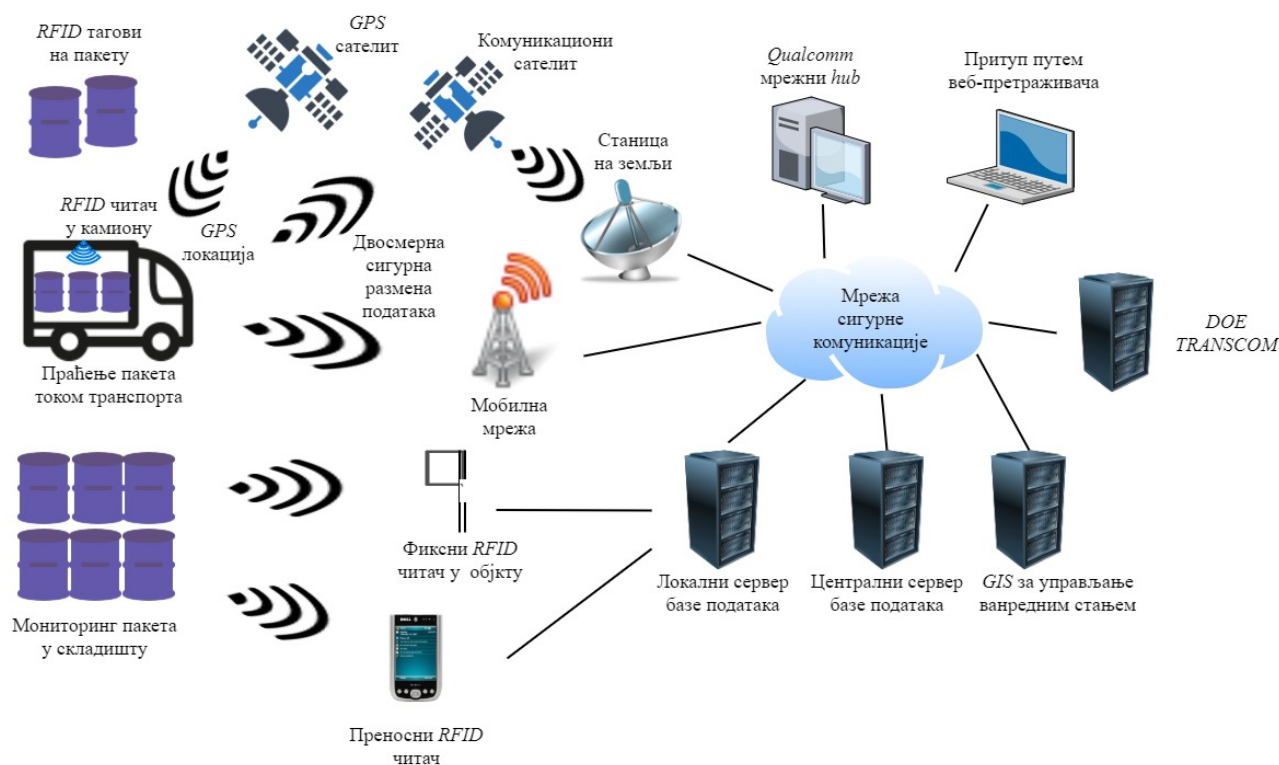 RFID тагови
на пакету
GPS
сателит
Комуникациони
сателит
Qualcomm
мрежни hub
Притуп путем
веб-претраживача
Станица
на земљи
RFID читач
у камиону
GPS
локација
Двосмерна
сигурна
размена
података
Мрежа
сигурне
комуникације
DOE
TRANSCOM
Праћење пакета
током транспорта
Мобилна
мрежа
Фиксни RFID
читач у објкту
Локални сервер
базе података
Централни сервер
базе података
GIS за управљање
ванредним стањем
Мониторинг пакета
у складишту
DELL
Преносни RFID
читач